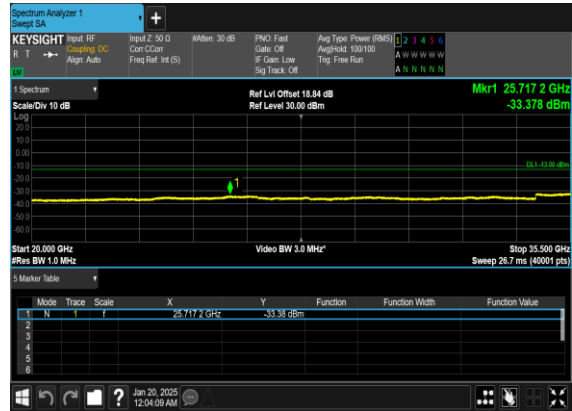 Spectrum Analyzer 1
Swept SA
+
KEYSIGHT
R T
Input: RF
Coupling: DC
Align: Auto
Input Z: 50 Ω
Corr CCorr
Freq Ref: Int (S)
#Atten: 30 dB
PNO: Fast
Gate: Off
IF Gain: Low
Sig Track: Off
Avg Type: Power (RMS)
Avg|Hold: 100/100
Trig: Free Run
1 2 3 4 5 6
A W W W W W
A N N N N N
1 Spectrum
Scale/Div 10 dB
Ref Lvl Offset 18.84 dB
Ref Level 30.00 dBm
Mkr1 25.717 2 GHz
-33.378 dBm
Log
20.0
10.0
0.00
-10.0
DL1 -13.00 dBm
-20.0
1
-30.0
-40.0
-50.0
-60.0
Start 20.000 GHz
#Res BW 1.0 MHz
Video BW 3.0 MHz*
Stop 35.500 GHz
Sweep 26.7 ms (40001 pts)
5 Marker Table
Mode Trace Scale X Y Function Function Width Function Value
1 N 1 f 25.717 2 GHz -33.38 dBm
2
3
4
5
6
?
Jan 20, 2025
12:04:09 AM